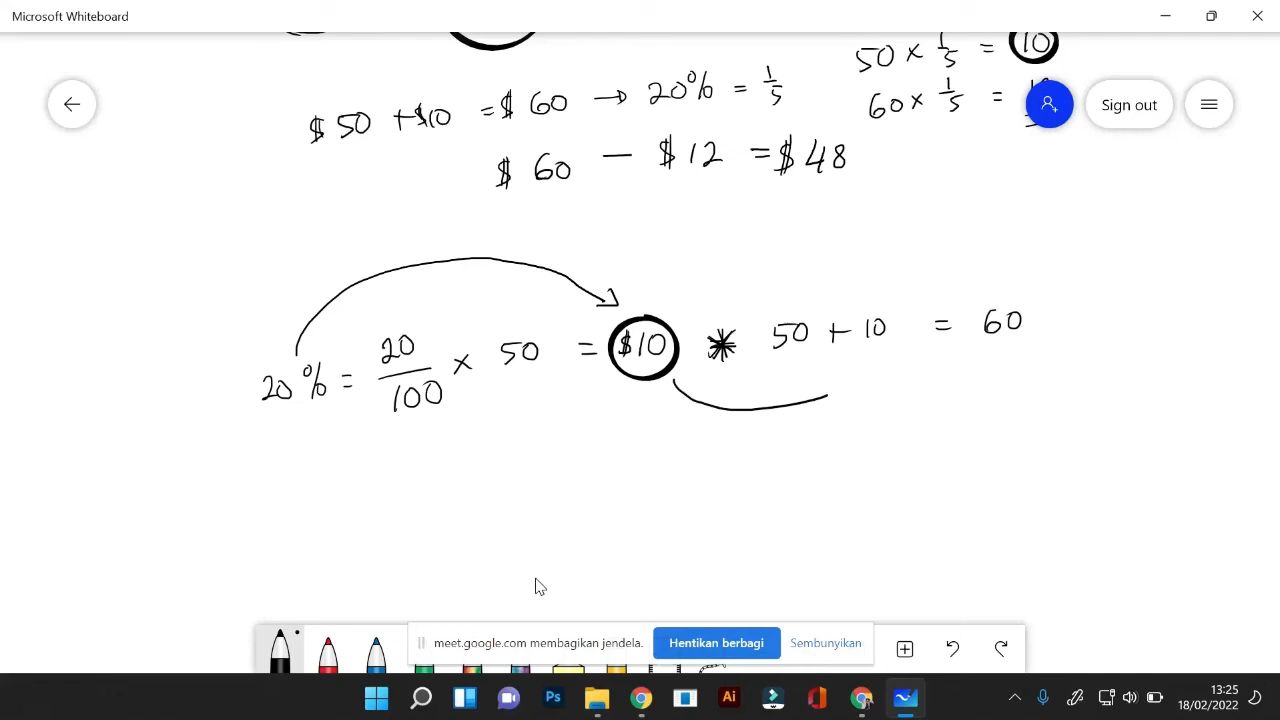 Microsoft Whiteboard
50 × 1/5 = 10
$50 + $10 = $60 → 20% = 1/5
60 × 1/5 =
Sign out
$60 − $12 = $48
20% = 20/100 × 50 = $10 * 50 + 10 = 60
meet.google.com membagikan jendela.
Hentikan berbagi
Sembunyikan
Ps
Ai
13:25
18/02/2022